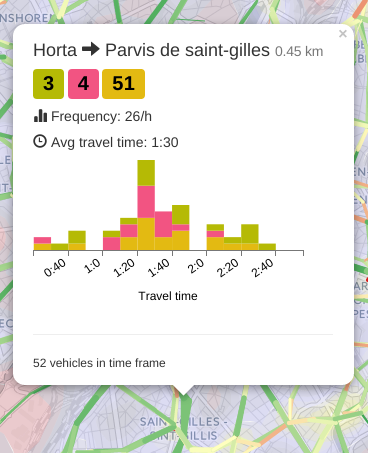 NSHOREN
×
Horta ➡ Parvis de saint-gilles 0.45 km
3 4 51
Frequency: 26/h
Avg travel time: 1:30
0:40 1:0 1:20 1:40 2:0 2:20 2:40
Travel time
52 vehicles in time frame
SAINT-GILLES -
SINT-GILLIS